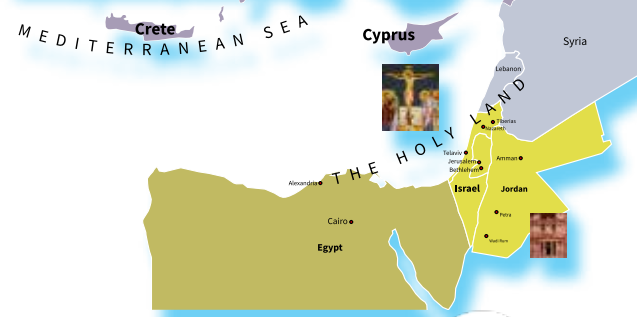 MEDITERRANEAN SEA
Crete
Cyprus
Syria
Lebanon
THE HOLY LAND
Tiberias
Nazareth
Telaviv
Jerusalem
Bethlehem
Amman
Alexandria
Israel
Jordan
Cairo
Petra
Egypt
Wadi Rum